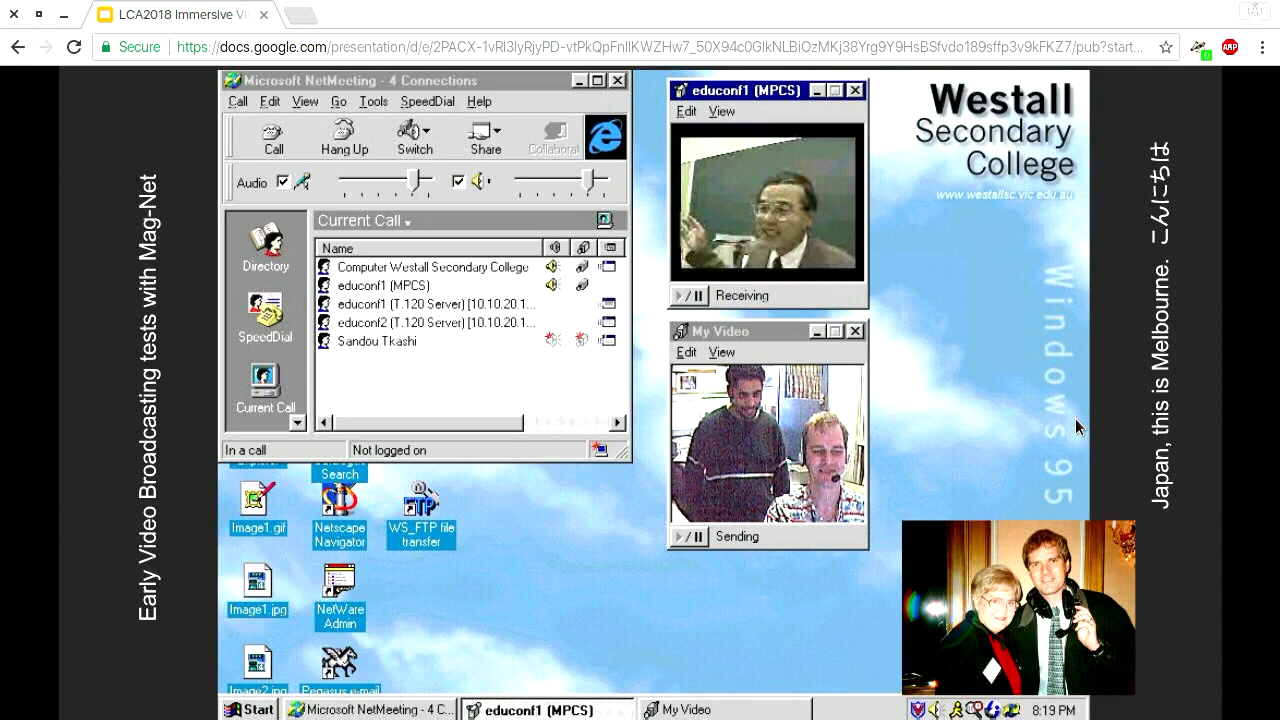 LCA2018 Immersive Vi
Secure
https://docs.google.com/presentation/d/e/
pub?start...
0
ABP
Early Video Broadcasting tests with Mag-Net
Microsoft NetMeeting - 4 Connections
Call Edit View Go Tools SpeedDial Help
Call Hang Up Switch Share Collaborat
Audio
Current Call
Directory
SpeedDial
Current Call
Name
Computer Westall Secondary College
educonf1 (MPCS)
educonf1 (T.120 Server) [10.10.20.1...
educonf2 (T.120 Server) [10.10.20.1...
Sandou Tkashi
In a call
Not logged on
educonf1 (MPCS)
Edit View
Receiving
My Video
Edit View
Sending
Westall
Secondary
College
www.westallsc.vic.edu.au
Windows 95
Japan, this is Melbourne. こんにちは
Search
Image1.gif
Netscape
Navigator
WS_FTP file
transfer
Image1.jpg
NetWare
Admin
Image2.jpg
Pegasus e-mail
Start
Microsoft NetMeeting - 4 C...
educonf1 (MPCS)
My Video
8:19 PM